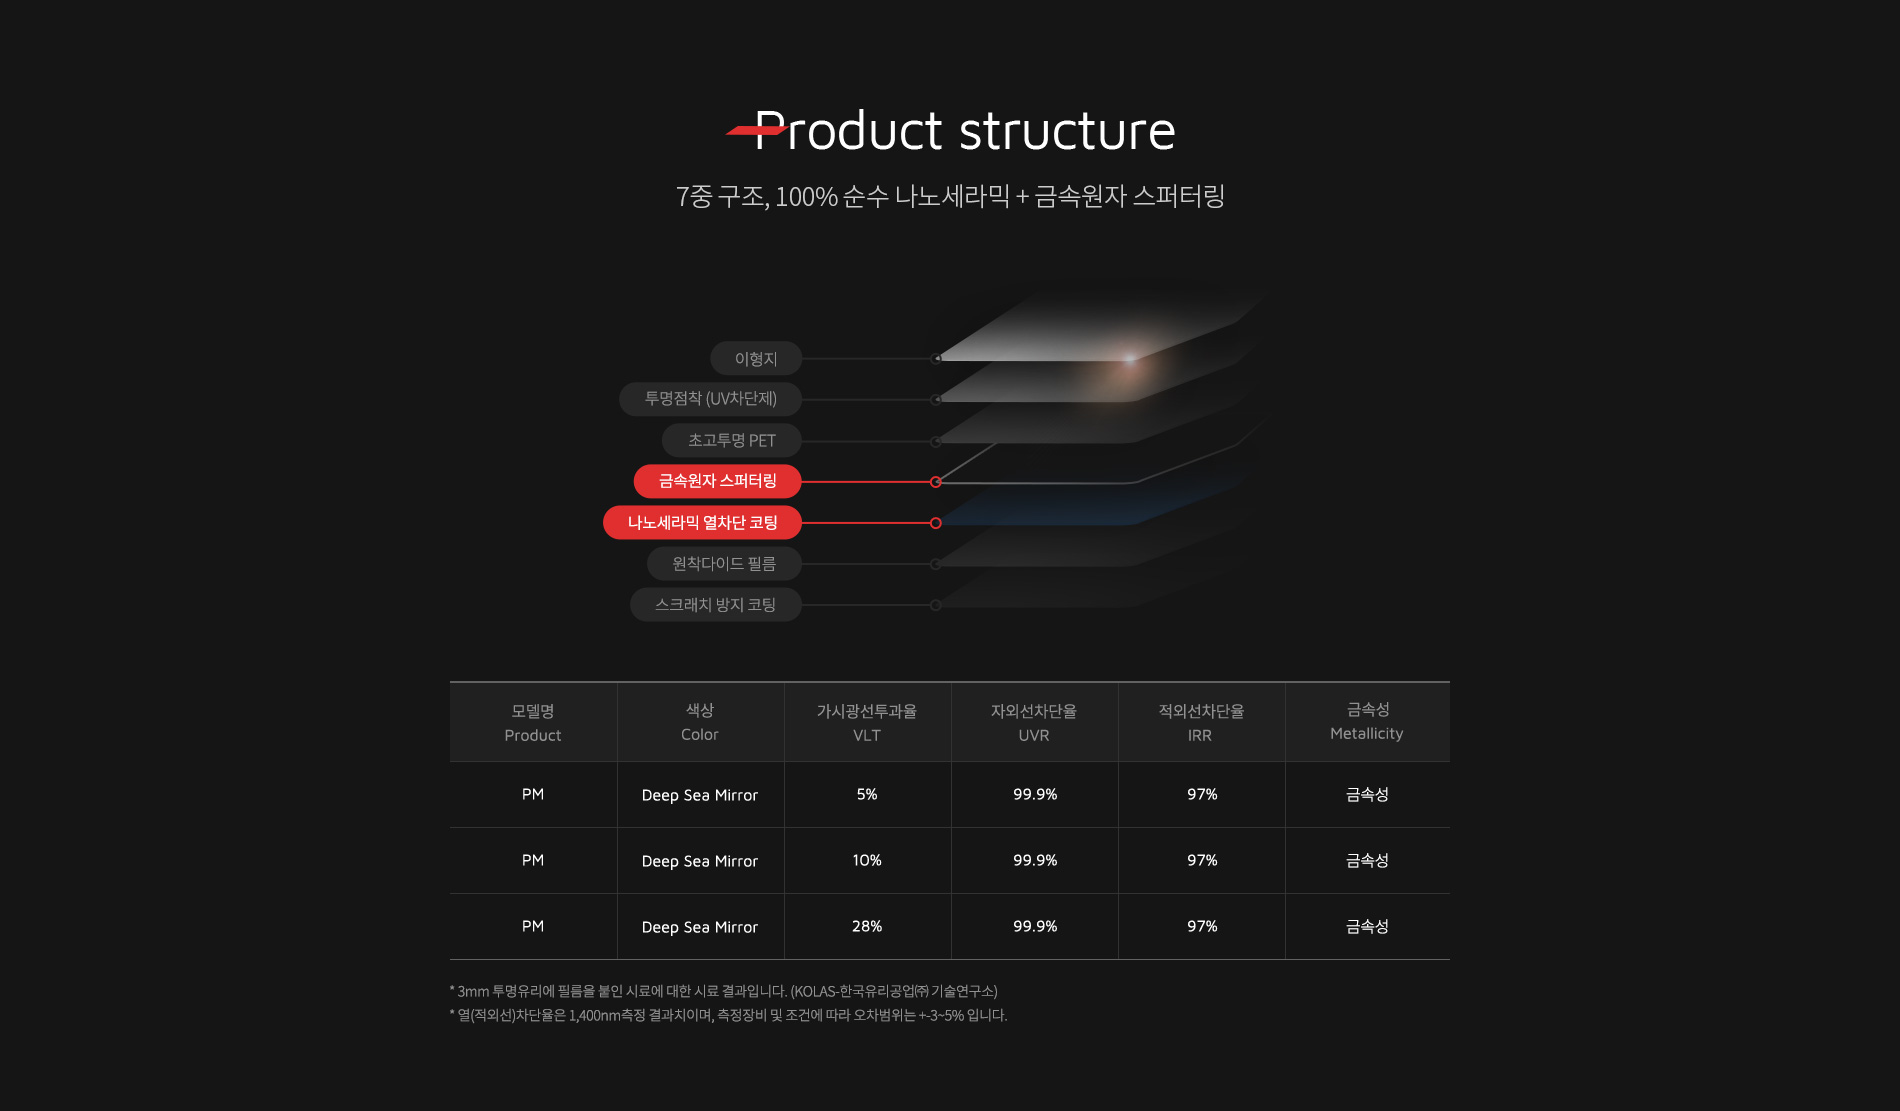 Product structure
7중 구조, 100% 순수 나노세라믹 + 금속원자 스퍼터링
이형지
투명점착 (UV차단제)
초고투명 PET
금속원자 스퍼터링
나노세라믹 열차단 코팅
원착다이드 필름
스크래치 방지 코팅
모델명 색상 가시광선투과율 자외선차단율 적외선차단율 금속성
Product Color VLT UVR IRR Metallicity
PM Deep Sea Mirror 5% 99.9% 97% 금속성
PM Deep Sea Mirror 10% 99.9% 97% 금속성
PM Deep Sea Mirror 28% 99.9% 97% 금속성
* 3mm 투명유리에 필름을 붙인 시료에 대한 시료 결과입니다. (KOLAS-한국유리공업㈜ 기술연구소)
* 열(적외선)차단율은 1,400nm측정 결과치이며, 측정장비 및 조건에 따라 오차범위는 +-3~5% 입니다.